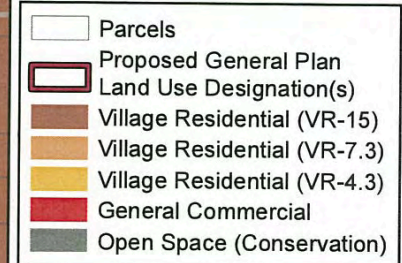 Parcels
Proposed General Plan
Land Use Designation(s)
Village Residential (VR-15)
Village Residential (VR-7.3)
Village Residential (VR-4.3)
General Commercial
Open Space (Conservation)